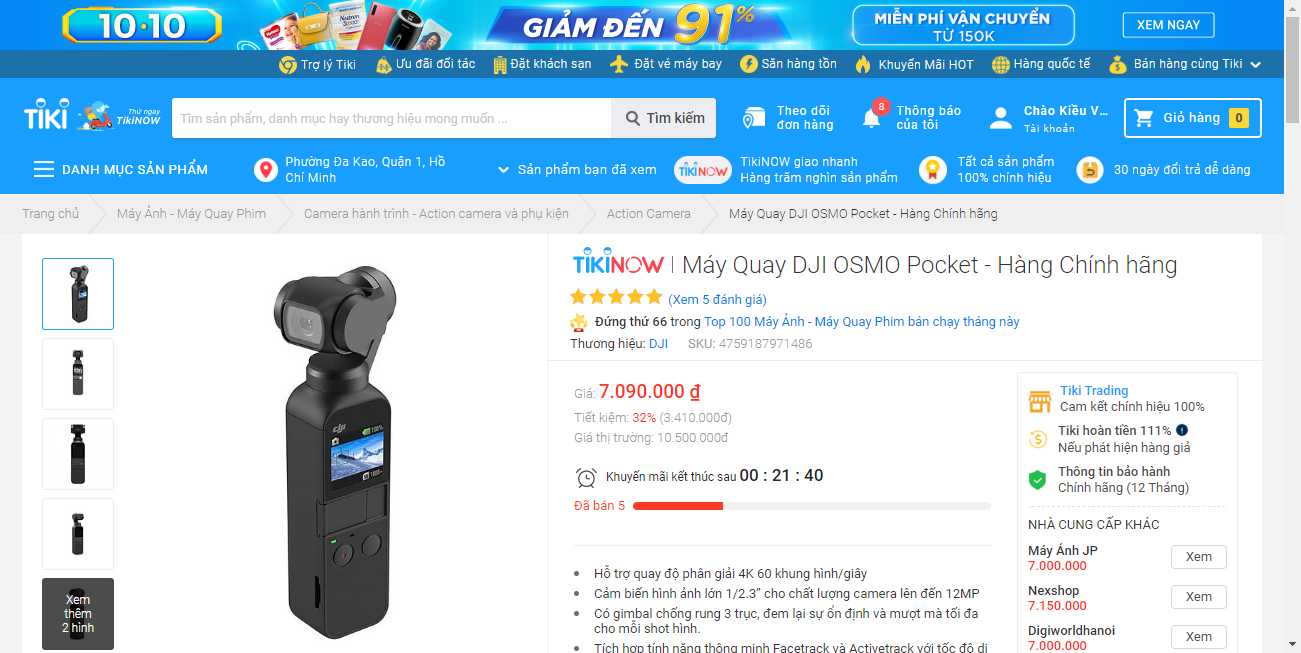 10·10
GIẢM ĐẾN 91%
MIỄN PHÍ VẬN CHUYỂN
TỪ 150K
XEM NGAY
Trợ lý Tiki
Ưu đãi đối tác
Đặt khách sạn
Đặt vé máy bay
Săn hàng tồn
Khuyến Mãi HOT
Hàng quốc tế
Bán hàng cùng Tiki
TIKI
Thử ngay
TikiNOW
Tìm sản phẩm, danh mục hay thương hiệu mong muốn ...
Tìm kiếm
Theo dõi
đơn hàng
8
Thông báo
của tôi
Chào Kiều V...
Tài khoản
Giỏ hàng 0
DANH MỤC SẢN PHẨM
Phường Đa Kao, Quận 1, Hồ
Chí Minh
Sản phẩm bạn đã xem
TIKINOW
TikiNOW giao nhanh
Hàng trăm nghìn sản phẩm
Tất cả sản phẩm
100% chính hiệu
30 ngày đổi trả dễ dàng
Trang chủ
Máy Ảnh - Máy Quay Phim
Camera hành trình - Action camera và phụ kiện
Action Camera
Máy Quay DJI OSMO Pocket - Hàng Chính hãng
Xem
thêm
2 hình
dji
100%
TIKINOW | Máy Quay DJI OSMO Pocket - Hàng Chính hãng
(Xem 5 đánh giá)
Đứng thứ 66 trong Top 100 Máy Ảnh - Máy Quay Phim bán chạy tháng này
Thương hiệu: DJI SKU: 4759187971486
Giá: 7.090.000 ₫
Tiết kiệm: 32% (3.410.000₫)
Giá thị trường: 10.500.000₫
Khuyến mãi kết thúc sau 00 : 21 : 40
Đã bán 5
Hỗ trợ quay độ phân giải 4K 60 khung hình/giây
Cảm biến hình ảnh lớn 1/2.3” cho chất lượng camera lên đến 12MP
Có gimbal chống rung 3 trục, đem lại sự ổn định và mượt mà tối đa
cho mỗi shot hình.
Tích hợp tính năng thông minh Facetrack và Activetrack với tốc độ di
Tiki Trading
Cam kết chính hiệu 100%
Tiki hoàn tiền 111%
Nếu phát hiện hàng giả
Thông tin bảo hành
Chính hãng (12 Tháng)
NHÀ CUNG CẤP KHÁC
Máy Ảnh JP
7.000.000
Xem
Nexshop
7.150.000
Xem
Digiworldhanoi
7.000.000
Xem